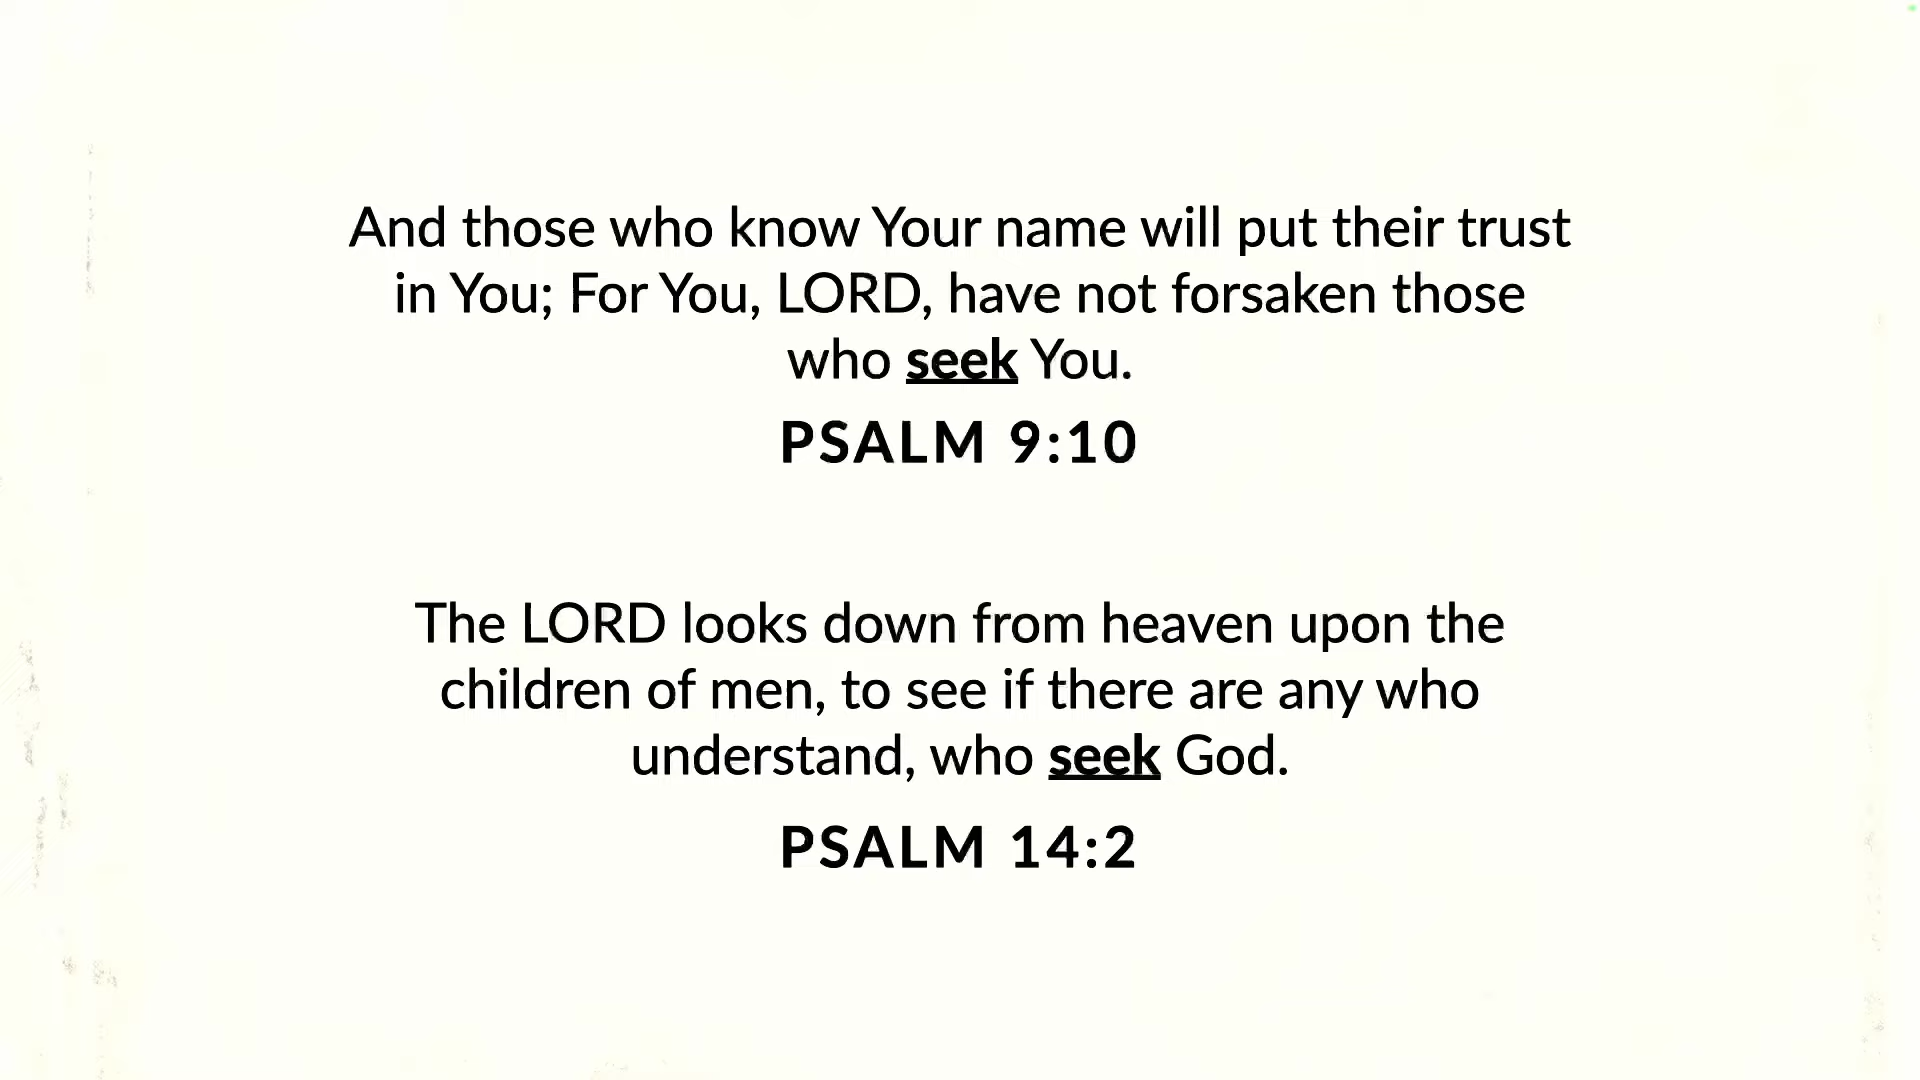 And those who know Your name will put their trust
in You; For You, LORD, have not forsaken those
who seek You.
PSALM 9:10
The LORD looks down from heaven upon the
children of men, to see if there are any who
understand, who seek God.
PSALM 14:2